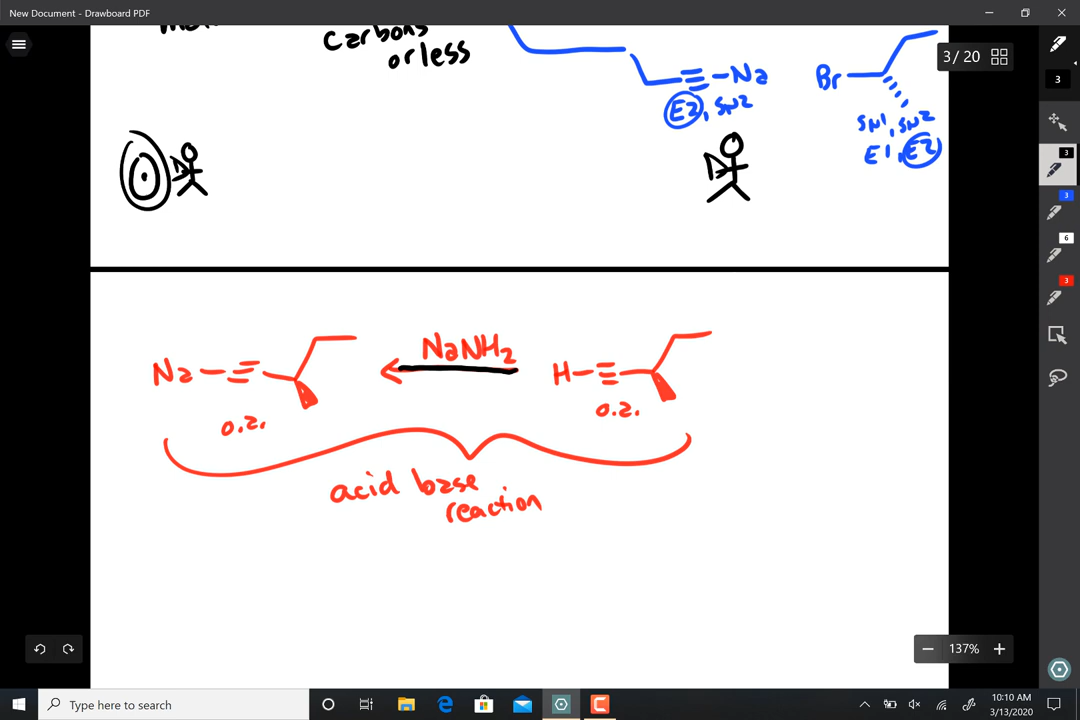 New Document - Drawboard PDF
carbons
or less
≡-Na
E2, SN2
Br
SN1, SN2
E1, E2
3 / 20
3
3
3
6
3
Na-≡
o.a.
NaNH2
H-≡
o.a.
acid base
reaction
137%
Type here to search
10:10 AM
3/13/2020